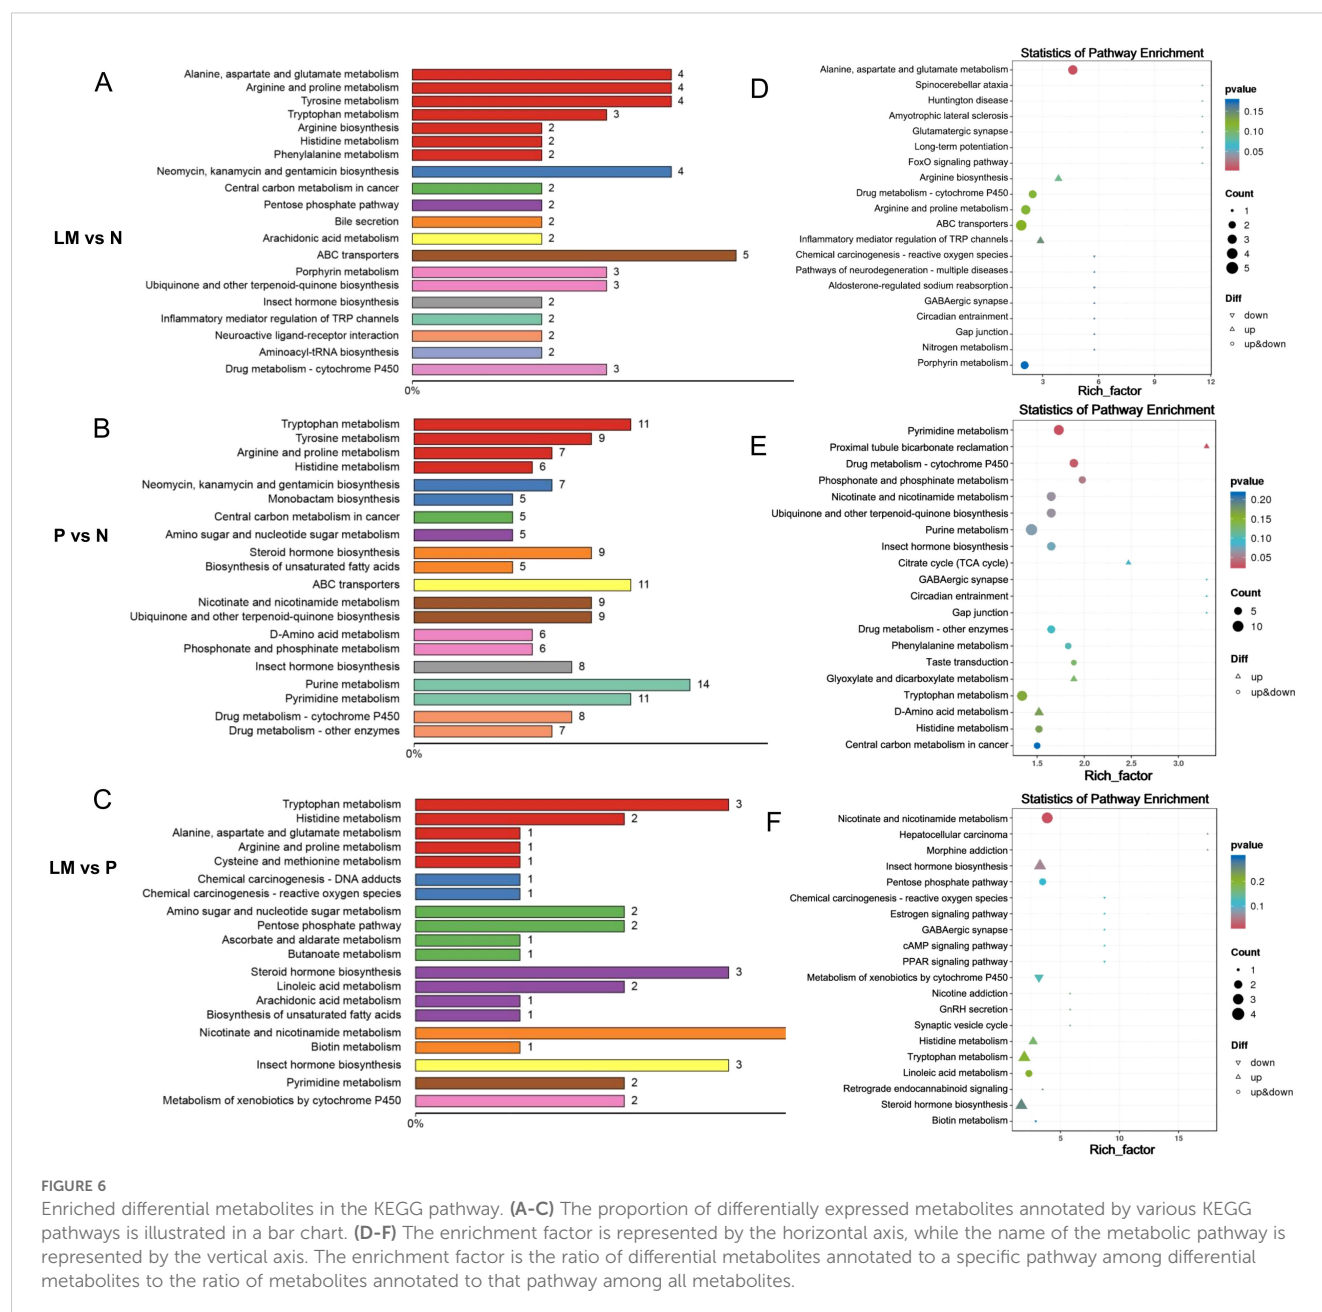 A
LM vs N
Alanine, aspartate and glutamate metabolism 4
Arginine and proline metabolism 4
Tyrosine metabolism 4
Tryptophan metabolism 3
Arginine biosynthesis 2
Histidine metabolism 2
Phenylalanine metabolism 2
Neomycin, kanamycin and gentamicin biosynthesis 4
Central carbon metabolism in cancer 2
Pentose phosphate pathway 2
Bile secretion 2
Arachidonic acid metabolism 2
ABC transporters 5
Porphyrin metabolism 3
Ubiquinone and other terpenoid-quinone biosynthesis 3
Insect hormone biosynthesis 2
Inflammatory mediator regulation of TRP channels 2
Neuroactive ligand-receptor interaction 2
Aminoacyl-tRNA biosynthesis 2
Drug metabolism - cytochrome P450 3
0%
D
Statistics of Pathway Enrichment
Alanine, aspartate and glutamate metabolism
Spinocerebellar ataxia
Huntington disease
Amyotrophic lateral sclerosis
Glutamatergic synapse
Long-term potentiation
FoxO signaling pathway
Arginine biosynthesis
Drug metabolism - cytochrome P450
Arginine and proline metabolism
ABC transporters
Inflammatory mediator regulation of TRP channels
Chemical carcinogenesis - reactive oxygen species
Pathways of neurodegeneration - multiple diseases
Aldosterone-regulated sodium reabsorption
GABAergic synapse
Circadian entrainment
Gap junction
Nitrogen metabolism
Porphyrin metabolism
3 6 9 12
Rich_factor
pvalue
0.15
0.10
0.05
Count
1
2
3
4
5
Diff
down
up
up&down
B
P vs N
Tryptophan metabolism 11
Tyrosine metabolism 9
Arginine and proline metabolism 7
Histidine metabolism 6
Neomycin, kanamycin and gentamicin biosynthesis 7
Monobactam biosynthesis 5
Central carbon metabolism in cancer 5
Amino sugar and nucleotide sugar metabolism 5
Steroid hormone biosynthesis 9
Biosynthesis of unsaturated fatty acids 5
ABC transporters 11
Nicotinate and nicotinamide metabolism 9
Ubiquinone and other terpenoid-quinone biosynthesis 9
D-Amino acid metabolism 6
Phosphonate and phosphinate metabolism 6
Insect hormone biosynthesis 8
Purine metabolism 14
Pyrimidine metabolism 11
Drug metabolism - cytochrome P450 8
Drug metabolism - other enzymes 7
0%
E
Statistics of Pathway Enrichment
Pyrimidine metabolism
Proximal tubule bicarbonate reclamation
Drug metabolism - cytochrome P450
Phosphonate and phosphinate metabolism
Nicotinate and nicotinamide metabolism
Ubiquinone and other terpenoid-quinone biosynthesis
Purine metabolism
Insect hormone biosynthesis
Citrate cycle (TCA cycle)
GABAergic synapse
Circadian entrainment
Gap junction
Drug metabolism - other enzymes
Phenylalanine metabolism
Taste transduction
Glyoxylate and dicarboxylate metabolism
Tryptophan metabolism
D-Amino acid metabolism
Histidine metabolism
Central carbon metabolism in cancer
1.5 2.0 2.5 3.0
Rich_factor
pvalue
0.20
0.15
0.10
0.05
Count
5
10
Diff
up
up&down
C
LM vs P
Tryptophan metabolism 3
Histidine metabolism 2
Alanine, aspartate and glutamate metabolism 1
Arginine and proline metabolism 1
Cysteine and methionine metabolism 1
Chemical carcinogenesis - DNA adducts 1
Chemical carcinogenesis - reactive oxygen species 1
Amino sugar and nucleotide sugar metabolism 2
Pentose phosphate pathway 2
Ascorbate and aldarate metabolism 1
Butanoate metabolism 1
Steroid hormone biosynthesis 3
Linoleic acid metabolism 2
Arachidonic acid metabolism 1
Biosynthesis of unsaturated fatty acids 1
Nicotinate and nicotinamide metabolism
Biotin metabolism 1
Insect hormone biosynthesis 3
Pyrimidine metabolism 2
Metabolism of xenobiotics by cytochrome P450 2
0%
F
Statistics of Pathway Enrichment
Nicotinate and nicotinamide metabolism
Hepatocellular carcinoma
Morphine addiction
Insect hormone biosynthesis
Pentose phosphate pathway
Chemical carcinogenesis - reactive oxygen species
Estrogen signaling pathway
GABAergic synapse
cAMP signaling pathway
PPAR signaling pathway
Metabolism of xenobiotics by cytochrome P450
Nicotine addiction
GnRH secretion
Synaptic vesicle cycle
Histidine metabolism
Tryptophan metabolism
Linoleic acid metabolism
Retrograde endocannabinoid signaling
Steroid hormone biosynthesis
Biotin metabolism
5 10 15
Rich_factor
pvalue
0.2
0.1
Count
1
2
3
4
Diff
down
up
up&down
FIGURE 6
Enriched differential metabolites in the KEGG pathway. (A-C) The proportion of differentially expressed metabolites annotated by various KEGG
pathways is illustrated in a bar chart. (D-F) The enrichment factor is represented by the horizontal axis, while the name of the metabolic pathway is
represented by the vertical axis. The enrichment factor is the ratio of differential metabolites annotated to a specific pathway among differential
metabolites to the ratio of metabolites annotated to that pathway among all metabolites.